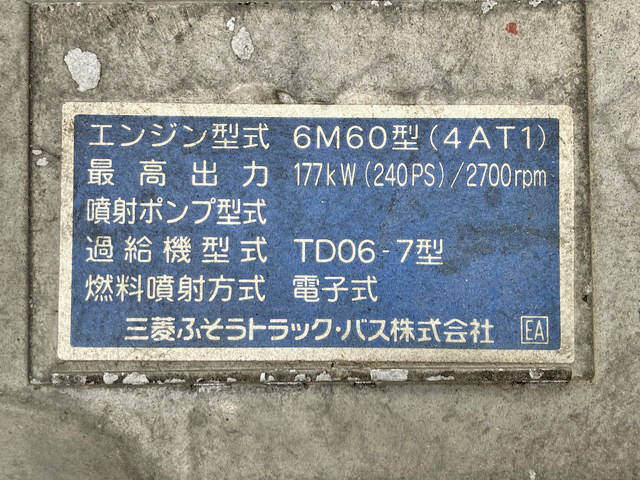 エンジン型式 6M60型(4AT1)
最高出力 177kW(240PS)/2700rpm
噴射ポンプ型式
過給機型式 TD06-7型
燃料噴射方式 電子式
三菱ふそうトラック・バス株式会社 EA